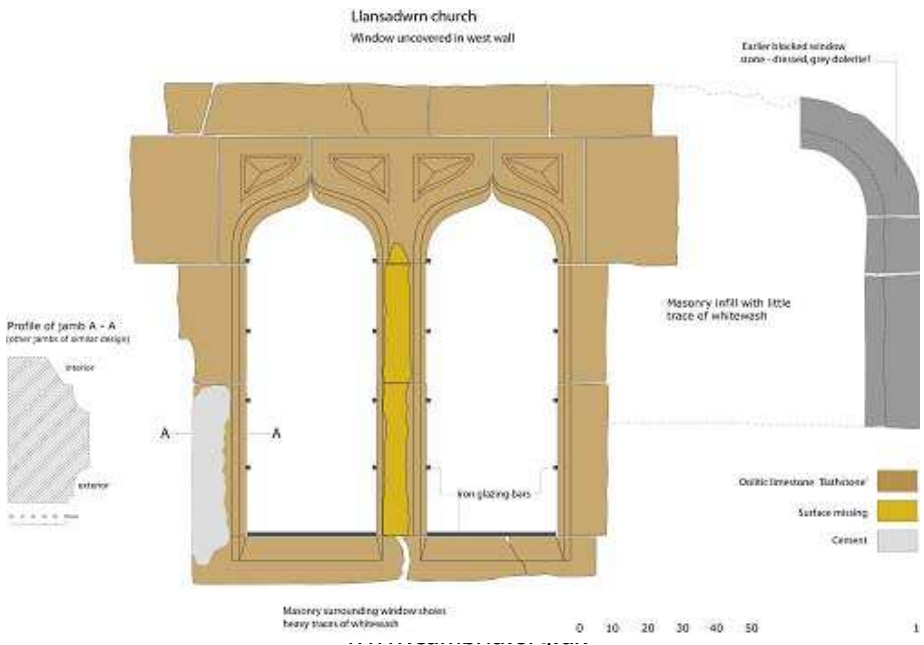 Llansadwrn church
Window uncovered in west wall
Earlier blocked window
stone - dressed, grey dolerite?
Masonry infill with little
trace of whitewash
Profile of jamb A - A
(other jambs of similar design)
interior
exterior
A
A
Iron glazing bars
Oolitic limestone 'Bathstone'
Surface missing
Cement
Masonry surrounding window shoies
heavy traces of whitewash
0 10 20 30 40 50